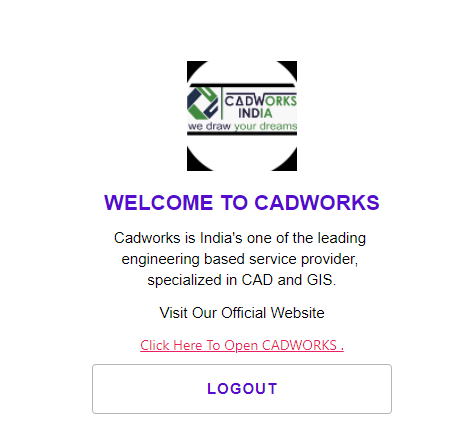 CADWORKS
INDIA
we draw your dreams
WELCOME TO CADWORKS
Cadworks is India's one of the leading
engineering based service provider,
specialized in CAD and GIS.
Visit Our Official Website
Click Here To Open CADWORKS .
LOGOUT